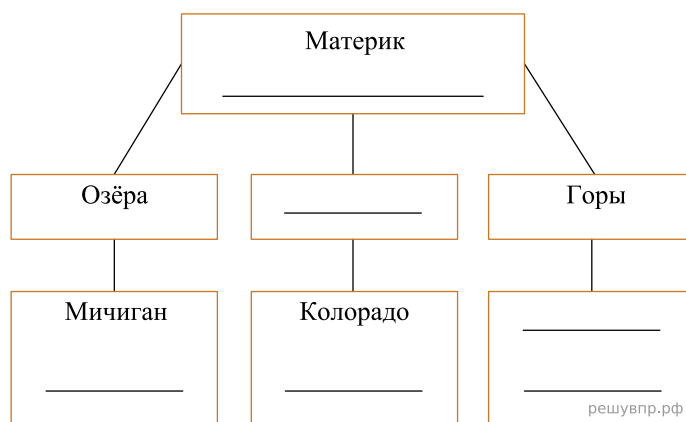 Материк
Озёра
Горы
Мичиган
Колорадо
решувпр.рф